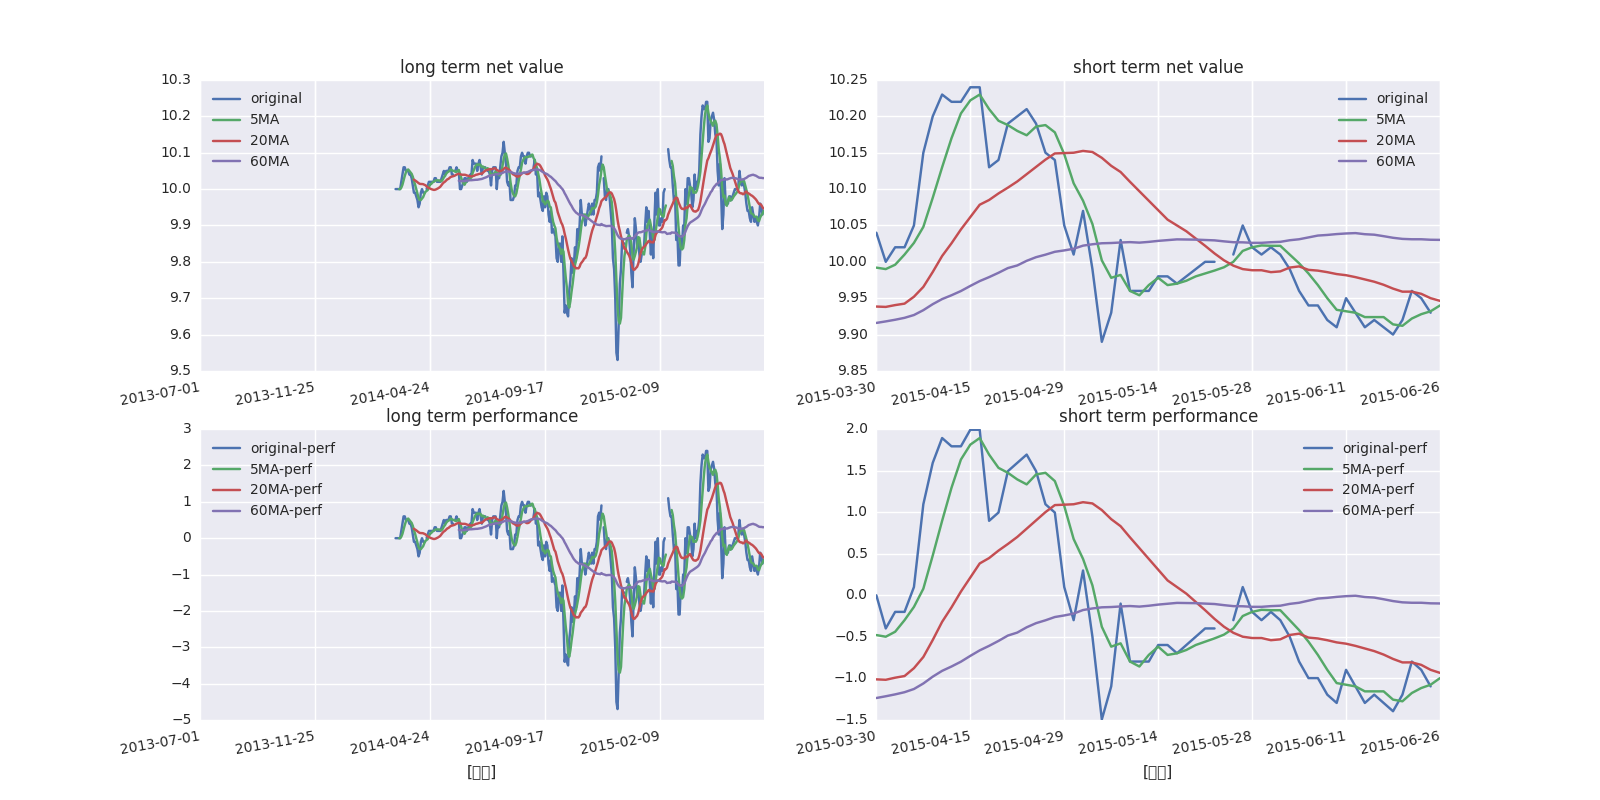 long term net value
10.3
10.2
10.1
10.0
9.9
9.8
9.7
9.6
9.5
original
5MA
20MA
60MA
2013-07-01
2013-11-25
2014-04-24
2014-09-17
2015-02-09
short term net value
10.25
10.20
10.15
10.10
10.05
10.00
9.95
9.90
9.85
original
5MA
20MA
60MA
2015-03-30
2015-04-15
2015-04-29
2015-05-14
2015-05-28
2015-06-11
2015-06-26
long term performance
3
2
1
0
−1
−2
−3
−4
−5
original-perf
5MA-perf
20MA-perf
60MA-perf
2013-07-01
2013-11-25
2014-04-24
2014-09-17
2015-02-09
short term performance
2.0
1.5
1.0
0.5
0.0
−0.5
−1.0
−1.5
original-perf
5MA-perf
20MA-perf
60MA-perf
2015-03-30
2015-04-15
2015-04-29
2015-05-14
2015-05-28
2015-06-11
2015-06-26